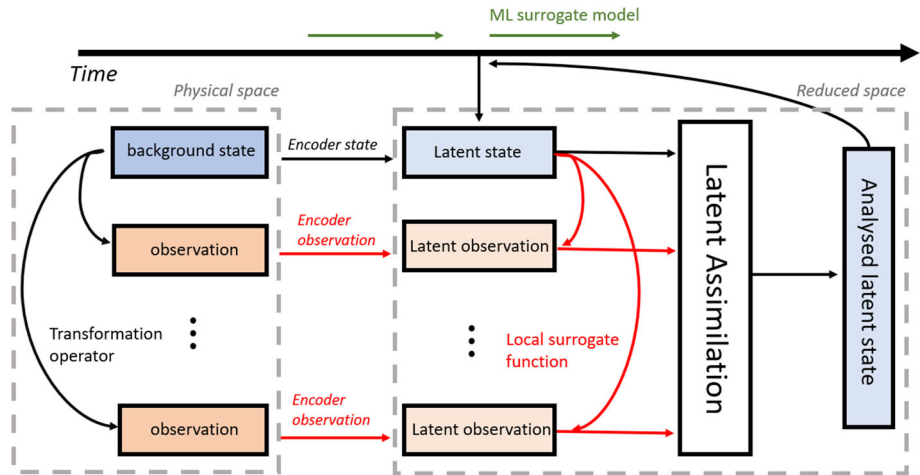 ML surrogate model
Time
Physical space
Reduced space
background state
Encoder state
Latent state
observation
Encoder
observation
Latent observation
Transformation
operator
Local surrogate
function
observation
Encoder
observation
Latent observation
Latent Assimilation
Analysed latent state